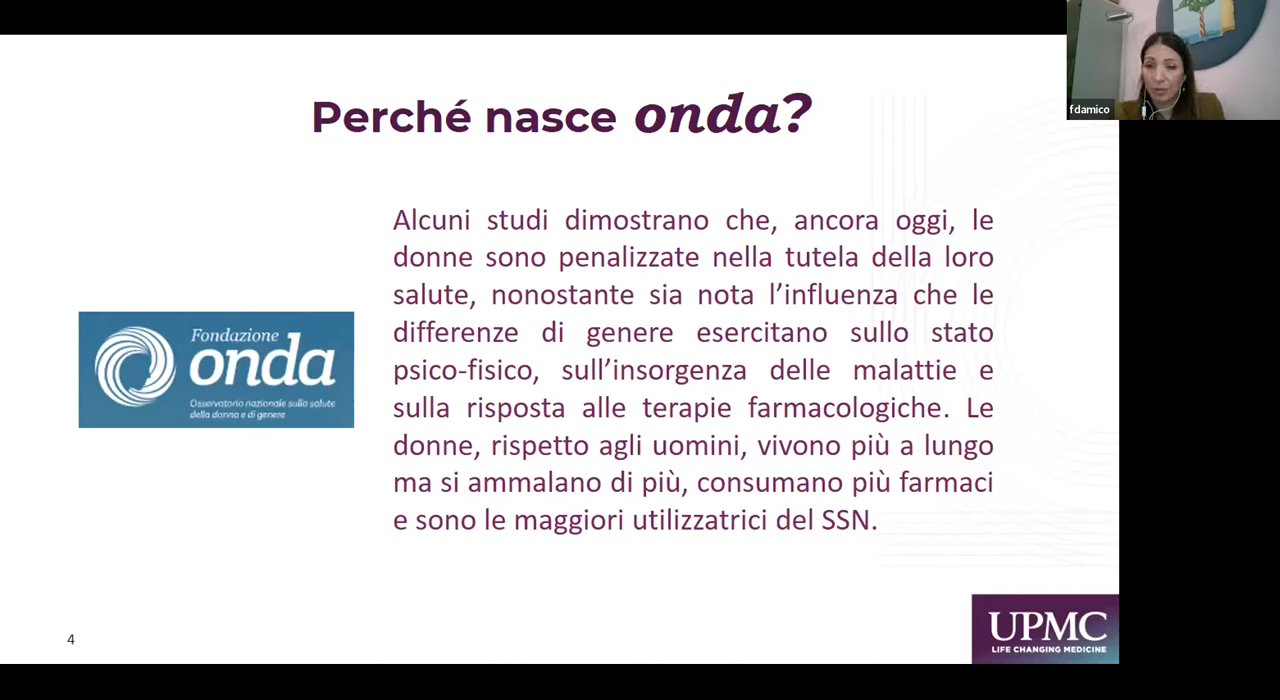 fdamico
Perché nasce onda?
Alcuni studi dimostrano che, ancora oggi, le
donne sono penalizzate nella tutela della loro
salute, nonostante sia nota l’influenza che le
differenze di genere esercitano sullo stato
psico-fisico, sull’insorgenza delle malattie e
sulla risposta alle terapie farmacologiche. Le
donne, rispetto agli uomini, vivono più a lungo
ma si ammalano di più, consumano più farmaci
e sono le maggiori utilizzatrici del SSN.
Fondazione
onda
Osservatorio nazionale sulla salute
della donna e di genere
4
UPMC
LIFE CHANGING MEDICINE